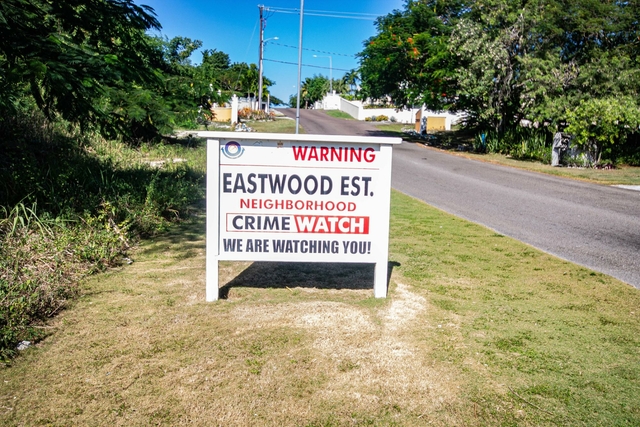 WARNING
EASTWOOD EST.
NEIGHBORHOOD
CRIME WATCH
WE ARE WATCHING YOU!